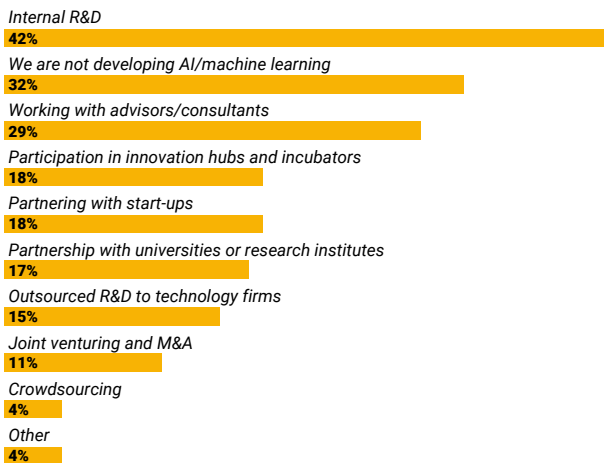 Internal R&D
42%
We are not developing AI/machine learning
32%
Working with advisors/consultants
29%
Participation in innovation hubs and incubators
18%
Partnering with start-ups
18%
Partnership with universities or research institutes
17%
Outsourced R&D to technology firms
15%
Joint venturing and M&A
11%
Crowdsourcing
4%
Other
4%